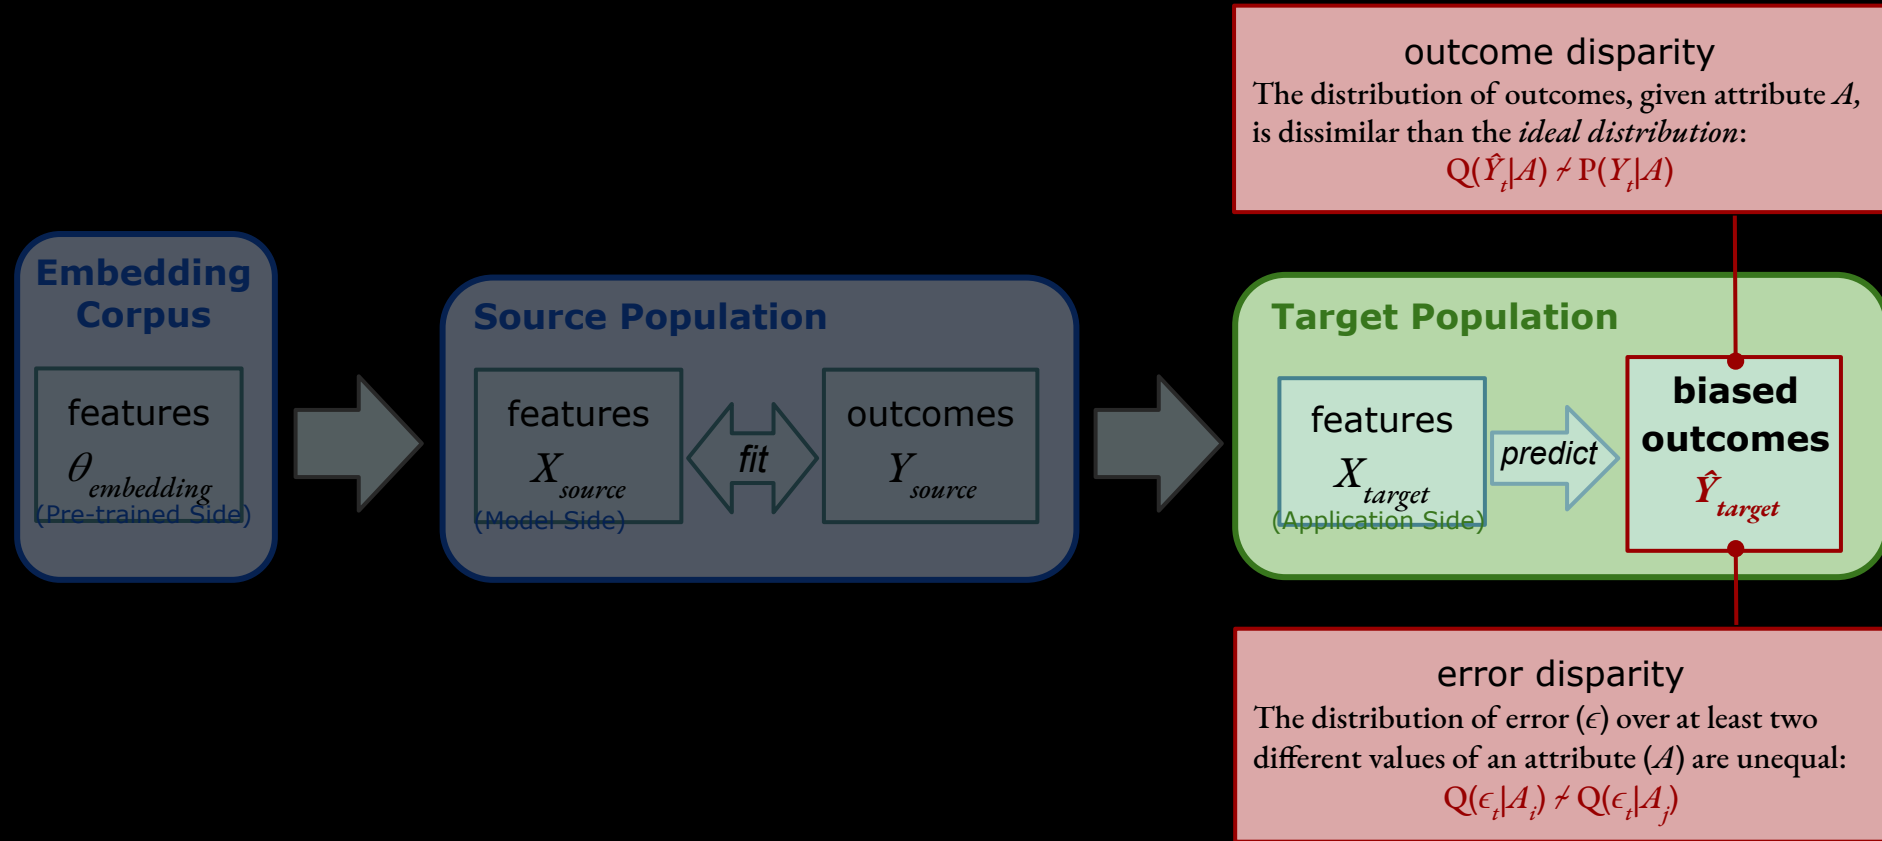 outcome disparity
The distribution of outcomes, given attribute A,
is dissimilar than the ideal distribution:
Q(Ŷt|A) ≁ P(Yt|A)
Embedding
Corpus
features
θembedding
(Pre-trained Side)
Source Population
features
Xsource
(Model Side)
fit
outcomes
Ysource
Target Population
features
Xtarget
(Application Side)
predict
biased
outcomes
Ŷtarget
error disparity
The distribution of error (ϵ) over at least two
different values of an attribute (A) are unequal:
Q(ϵt|Ai) ≁ Q(ϵt|Aj)